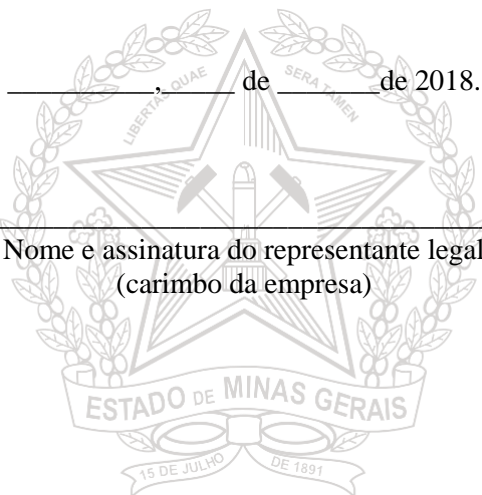 LIBERTAS QUAE SERA TAMEN
__________,_____ de _______de 2018.
Nome e assinatura do representante legal
(carimbo da empresa)
ESTADO DE MINAS GERAIS
15 DE JULHO DE 1891